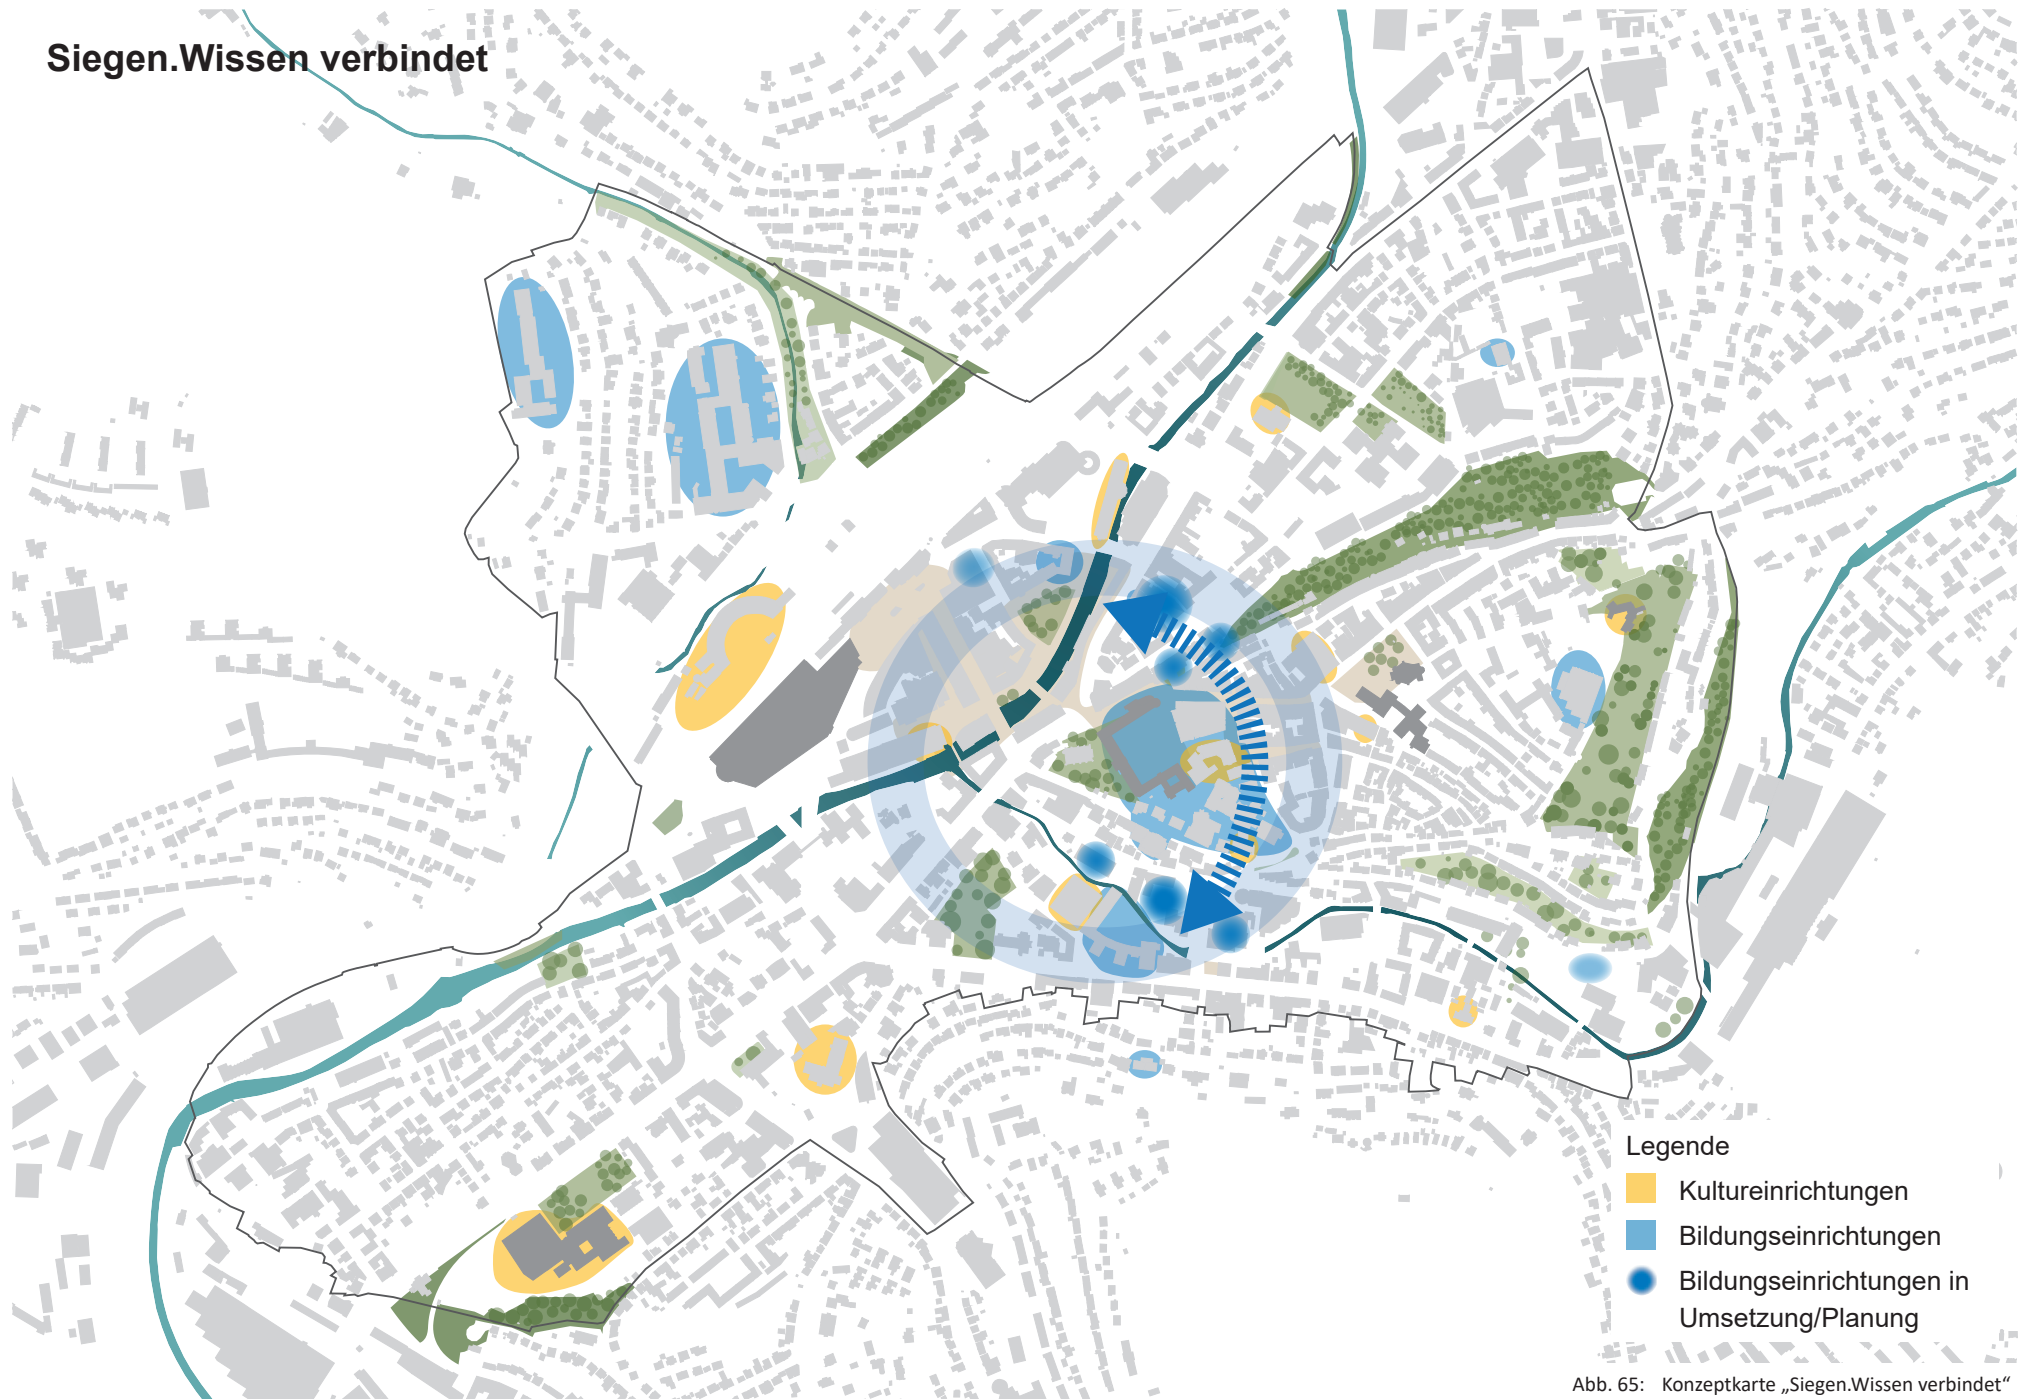 Siegen.Wissen verbindet
Legende
Kultureinrichtungen
Bildungseinrichtungen
Bildungseinrichtungen in
Umsetzung/Planung
Abb. 65: Konzeptkarte „Siegen.Wissen verbindet“